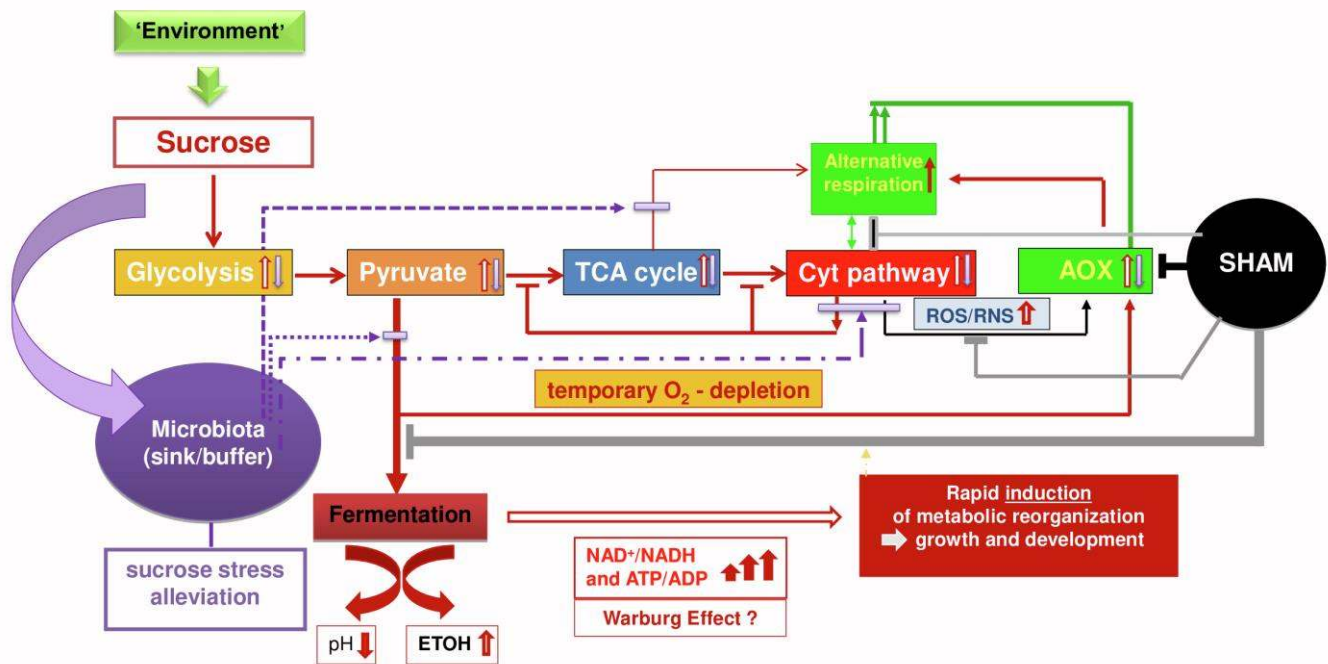 ‘Environment’
Sucrose
Alternative
respiration
Glycolysis
Pyruvate
TCA cycle
Cyt pathway
AOX
SHAM
ROS/RNS
temporary O₂ - depletion
Microbiota
(sink/buffer)
Fermentation
Rapid induction
of metabolic reorganization
growth and development
NAD⁺/NADH
and ATP/ADP
Warburg Effect ?
sucrose stress
alleviation
pH
ETOH